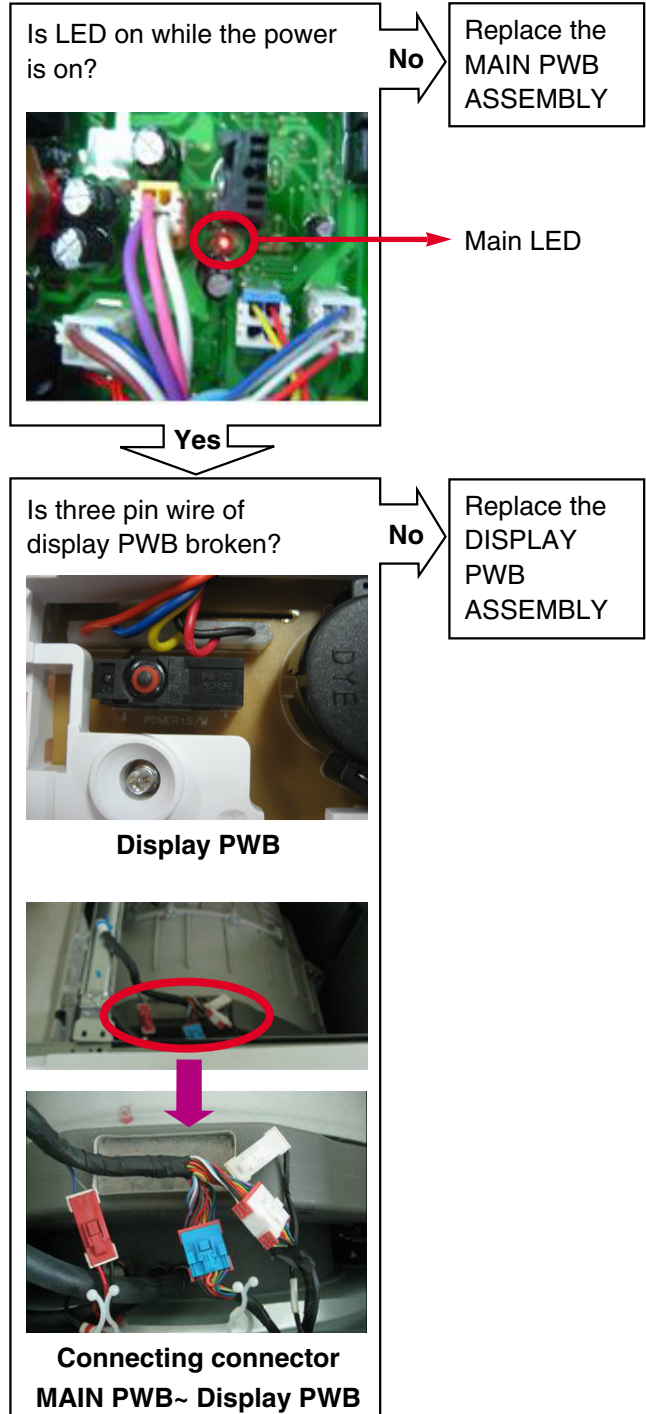 Is LED on while the power
is on?
No
Replace the
MAIN PWB
ASSEMBLY
Main LED
Yes
Is three pin wire of
display PWB broken?
No
Replace the
DISPLAY
PWB
ASSEMBLY
POWER S/W
DYE
Display PWB
Connecting connector
MAIN PWB~ Display PWB